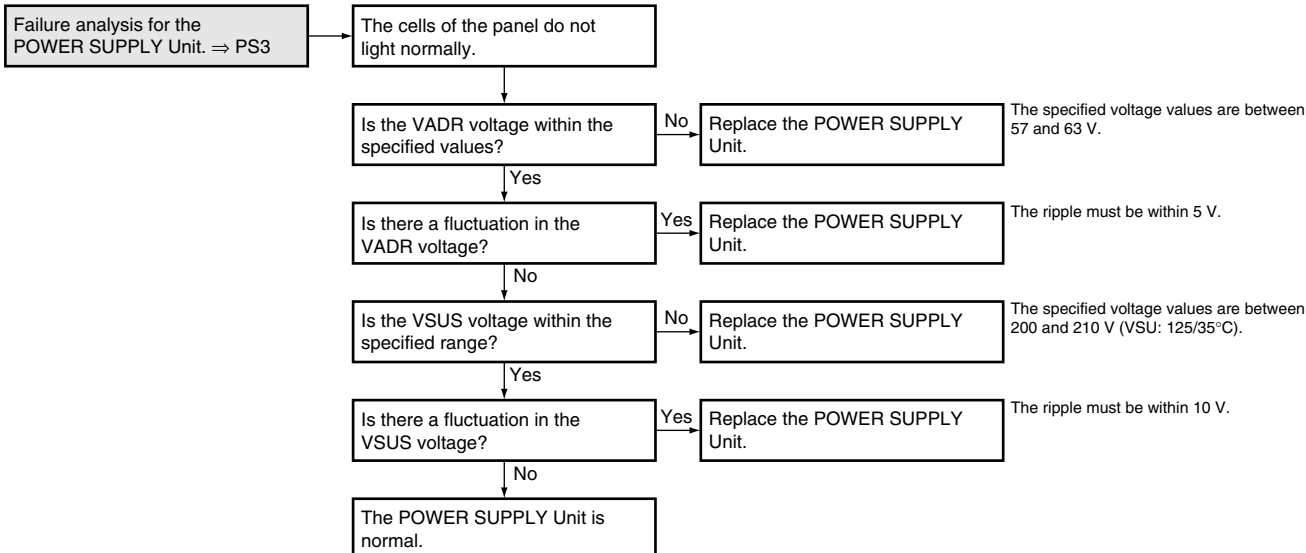 Failure analysis for the
POWER SUPPLY Unit. ⇒ PS3
The cells of the panel do not
light normally.
Is the VADR voltage within the
specified values?
No
Replace the POWER SUPPLY
Unit.
The specified voltage values are between
57 and 63 V.
Yes
Is there a fluctuation in the
VADR voltage?
Yes
Replace the POWER SUPPLY
Unit.
The ripple must be within 5 V.
No
Is the VSUS voltage within the
specified range?
No
Replace the POWER SUPPLY
Unit.
The specified voltage values are between
200 and 210 V (VSU: 125/35°C).
Yes
Is there a fluctuation in the
VSUS voltage?
Yes
Replace the POWER SUPPLY
Unit.
The ripple must be within 10 V.
No
The POWER SUPPLY Unit is
normal.